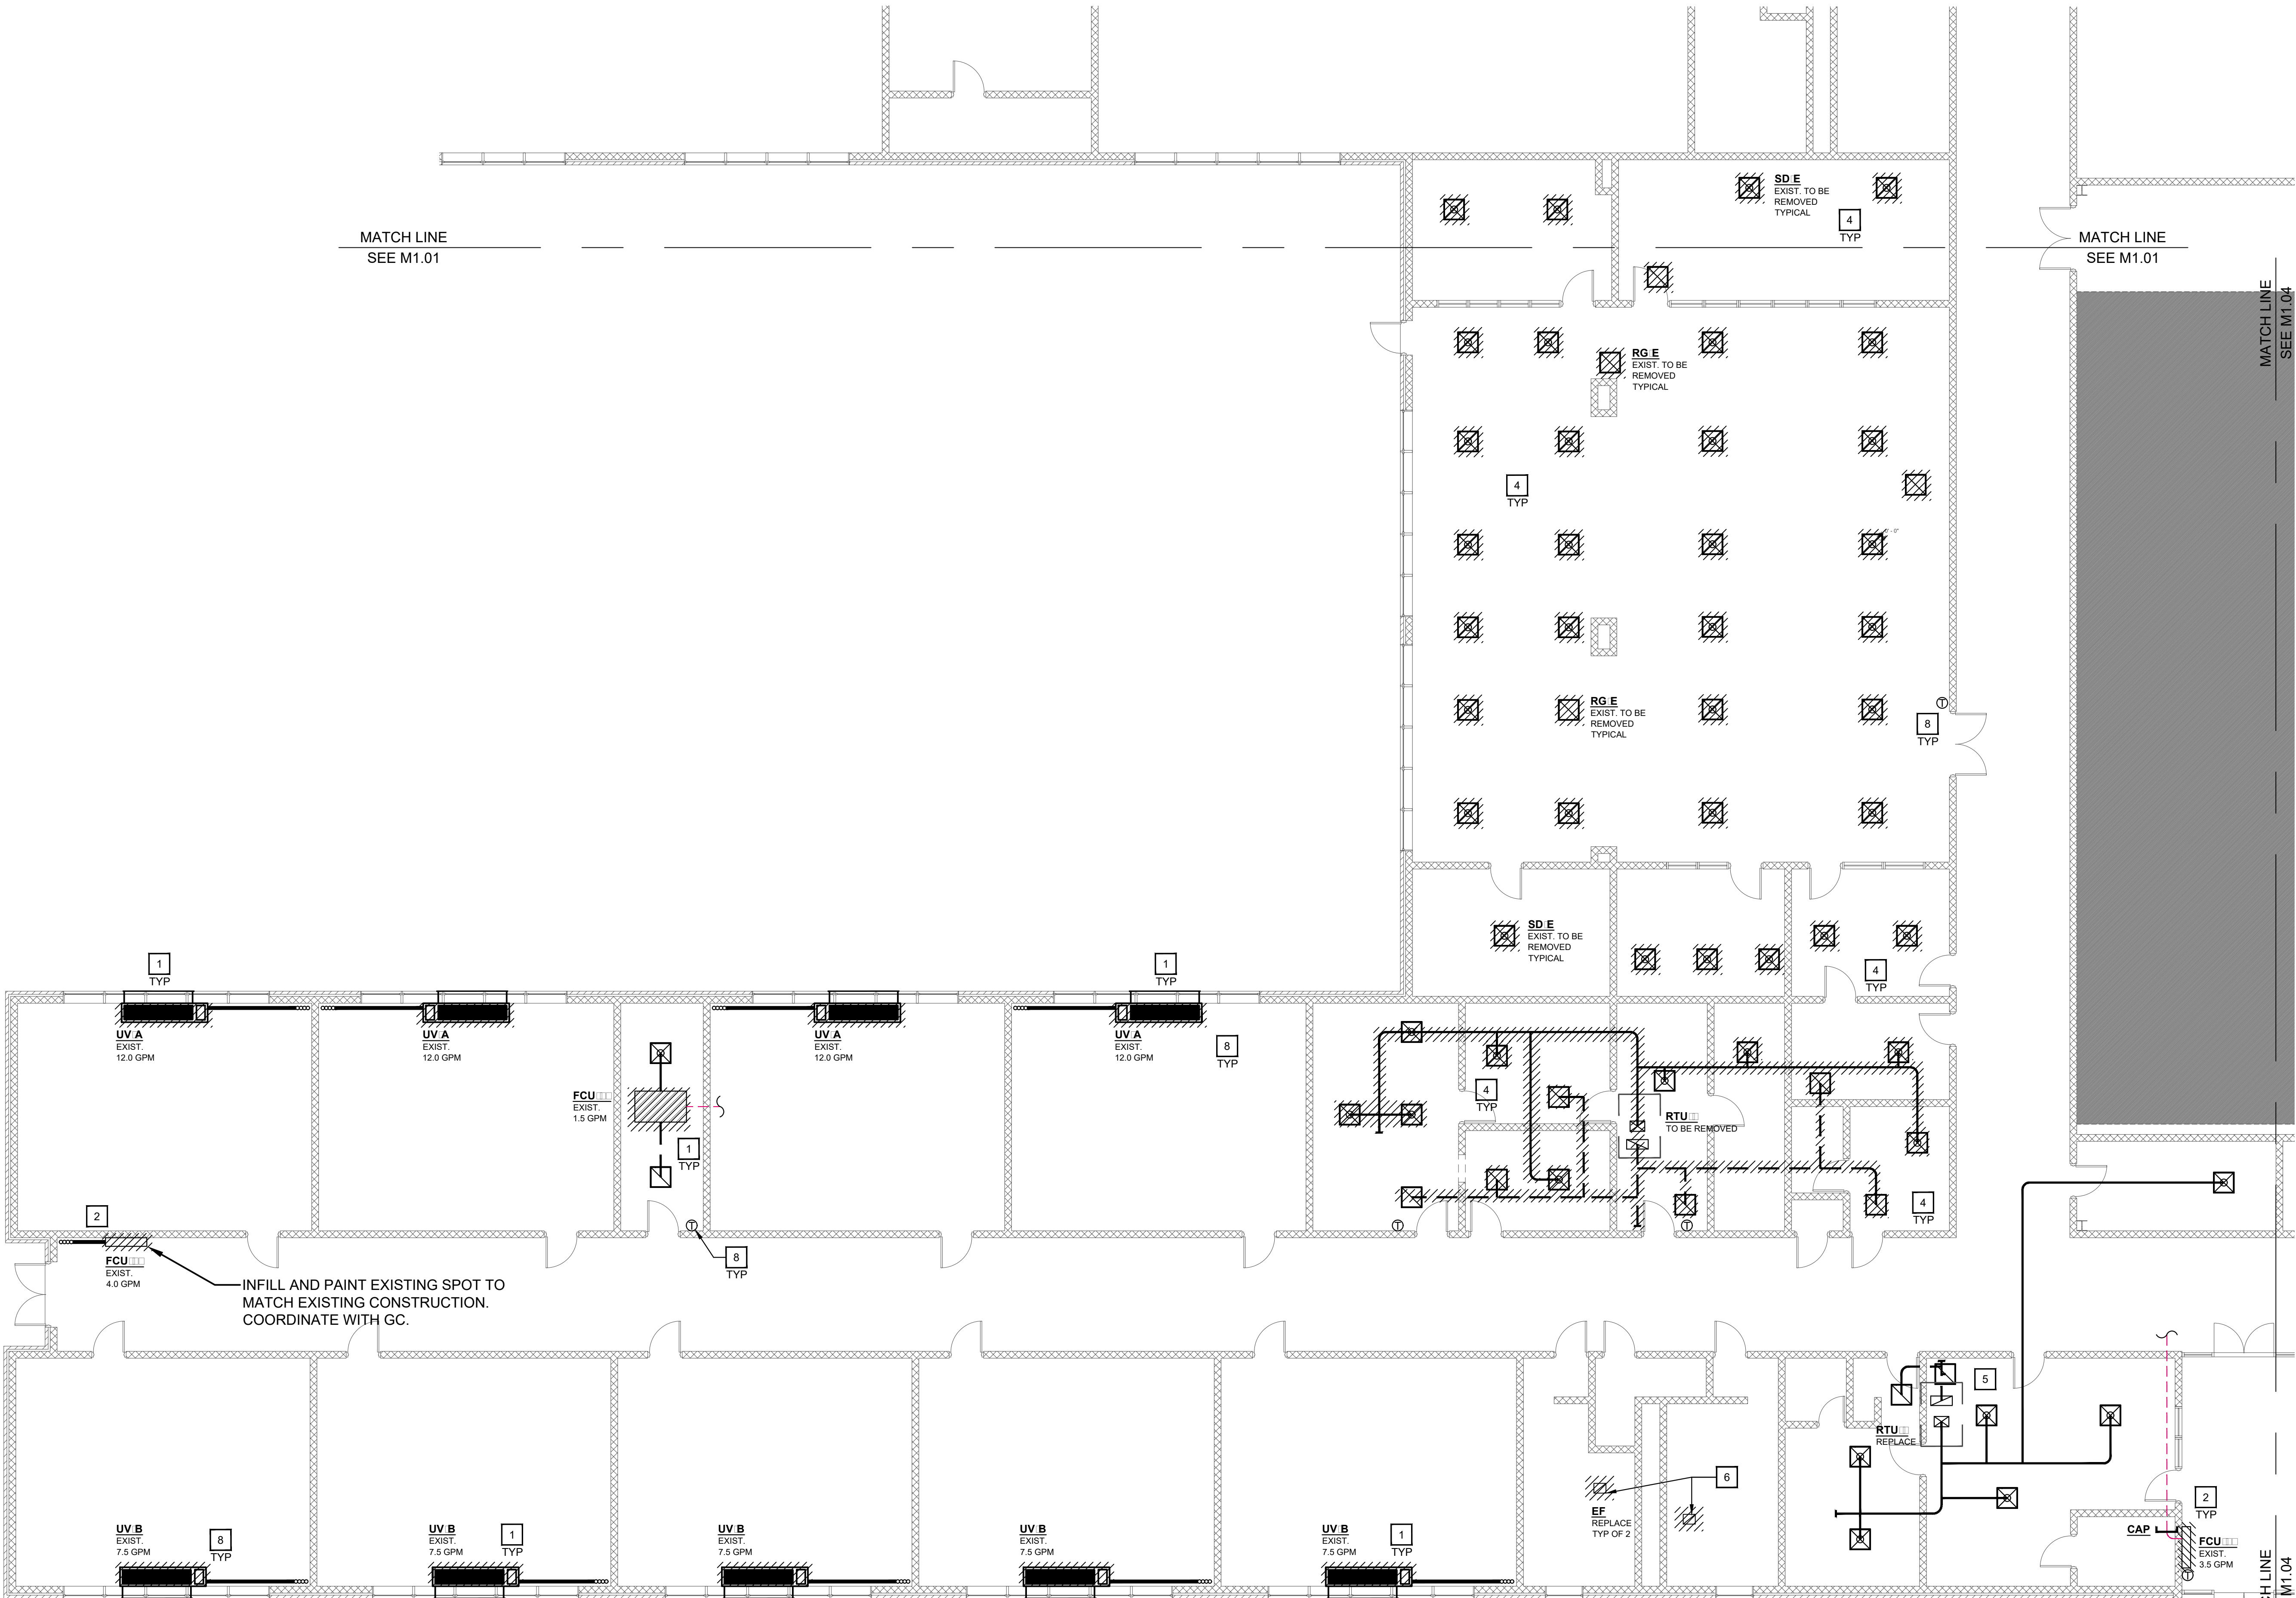 MATCH LINE
SEE M1.01
SD E
EXIST. TO BE
REMOVED
TYPICAL
4
TYP
MATCH LINE
SEE M1.01
MATCH LINE
SEE M1.04
RG E
EXIST. TO BE
REMOVED
TYPICAL
4
TYP
RG E
EXIST. TO BE
REMOVED
TYPICAL
T
8
TYP
SD E
EXIST. TO BE
REMOVED
TYPICAL
4
TYP
1
TYP
1
TYP
UV A
EXIST.
12.0 GPM
UV A
EXIST.
12.0 GPM
UV A
EXIST.
12.0 GPM
UV A
EXIST.
12.0 GPM
8
TYP
FCU
EXIST.
1.5 GPM
1
TYP
4
TYP
RTU
TO BE REMOVED
4
TYP
2
T
T
T
8
TYP
FCU
EXIST.
4.0 GPM
INFILL AND PAINT EXISTING SPOT TO
MATCH EXISTING CONSTRUCTION.
COORDINATE WITH GC.
5
RTU
REPLACE
6
EF
REPLACE
TYP OF 2
2
TYP
CAP
FCU
EXIST.
3.5 GPM
T
UV B
EXIST.
7.5 GPM
8
TYP
UV B
EXIST.
7.5 GPM
1
TYP
UV B
EXIST.
7.5 GPM
UV B
EXIST.
7.5 GPM
UV B
EXIST.
7.5 GPM
1
TYP
H LINE
M1.04